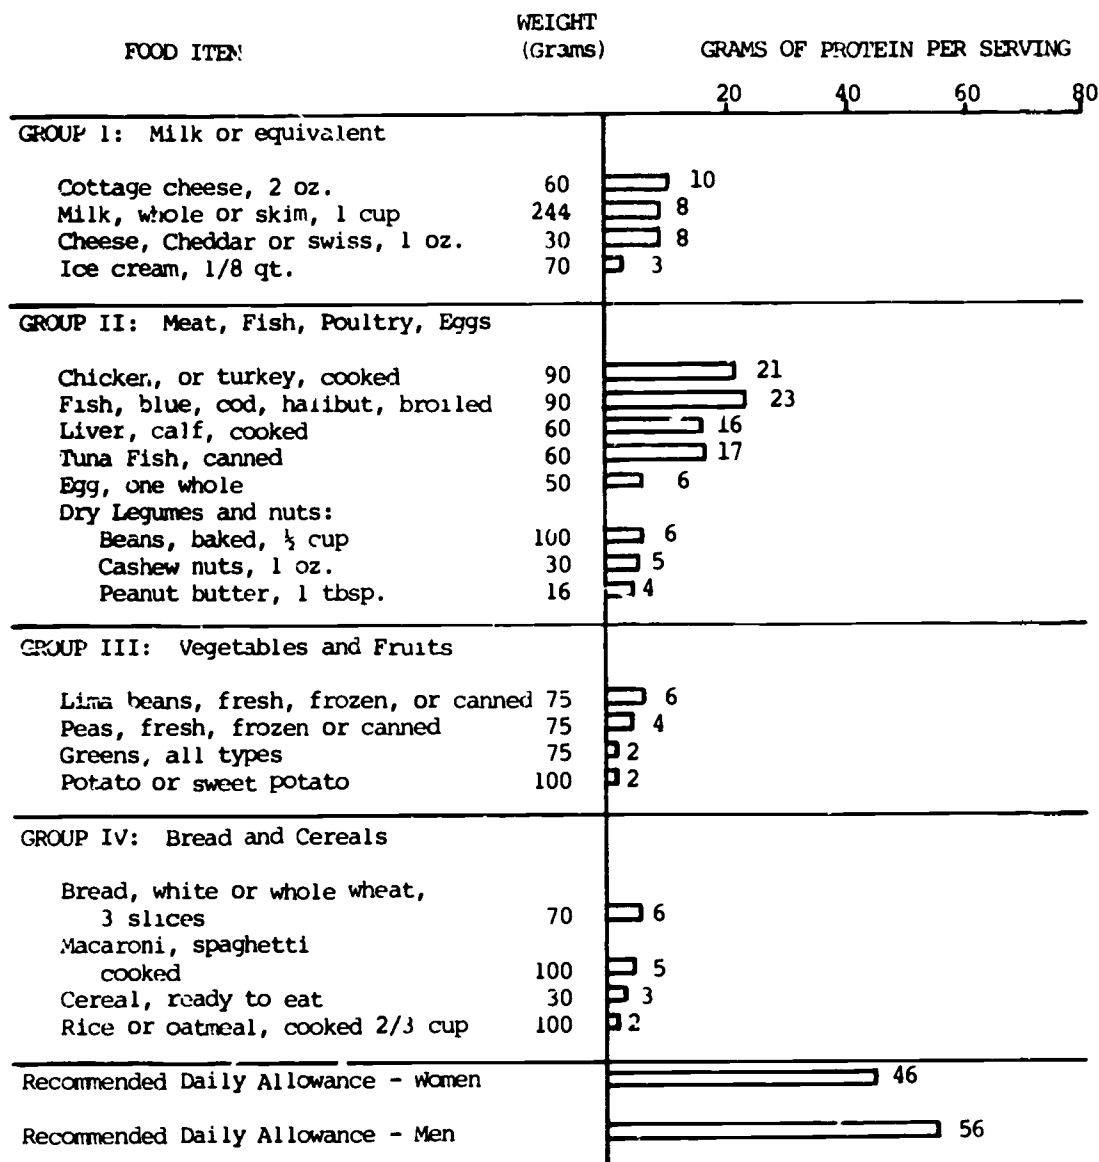 WEIGHT
FOOD ITEM (Grams) GRAMS OF PROTEIN PER SERVING
20 40 60 80
GROUP I: Milk or equivalent
Cottage cheese, 2 oz. 60 10
Milk, whole or skim, 1 cup 244 8
Cheese, Cheddar or swiss, 1 oz. 30 8
Ice cream, 1/8 qt. 70 3
GROUP II: Meat, Fish, Poultry, Eggs
Chicken, or turkey, cooked 90 21
Fish, blue, cod, halibut, broiled 90 23
Liver, calf, cooked 60 16
Tuna Fish, canned 60 17
Egg, one whole 50 6
Dry Legumes and nuts:
Beans, baked, ½ cup 100 6
Cashew nuts, 1 oz. 30 5
Peanut butter, 1 tbsp. 16 4
GROUP III: Vegetables and Fruits
Lima beans, fresh, frozen, or canned 75 6
Peas, fresh, frozen or canned 75 4
Greens, all types 75 2
Potato or sweet potato 100 2
GROUP IV: Bread and Cereals
Bread, white or whole wheat,
3 slices 70 6
Macaroni, spaghetti
cooked 100 5
Cereal, ready to eat 30 3
Rice or oatmeal, cooked 2/3 cup 100 2
Recommended Daily Allowance - Women 46
Recommended Daily Allowance - Men 56